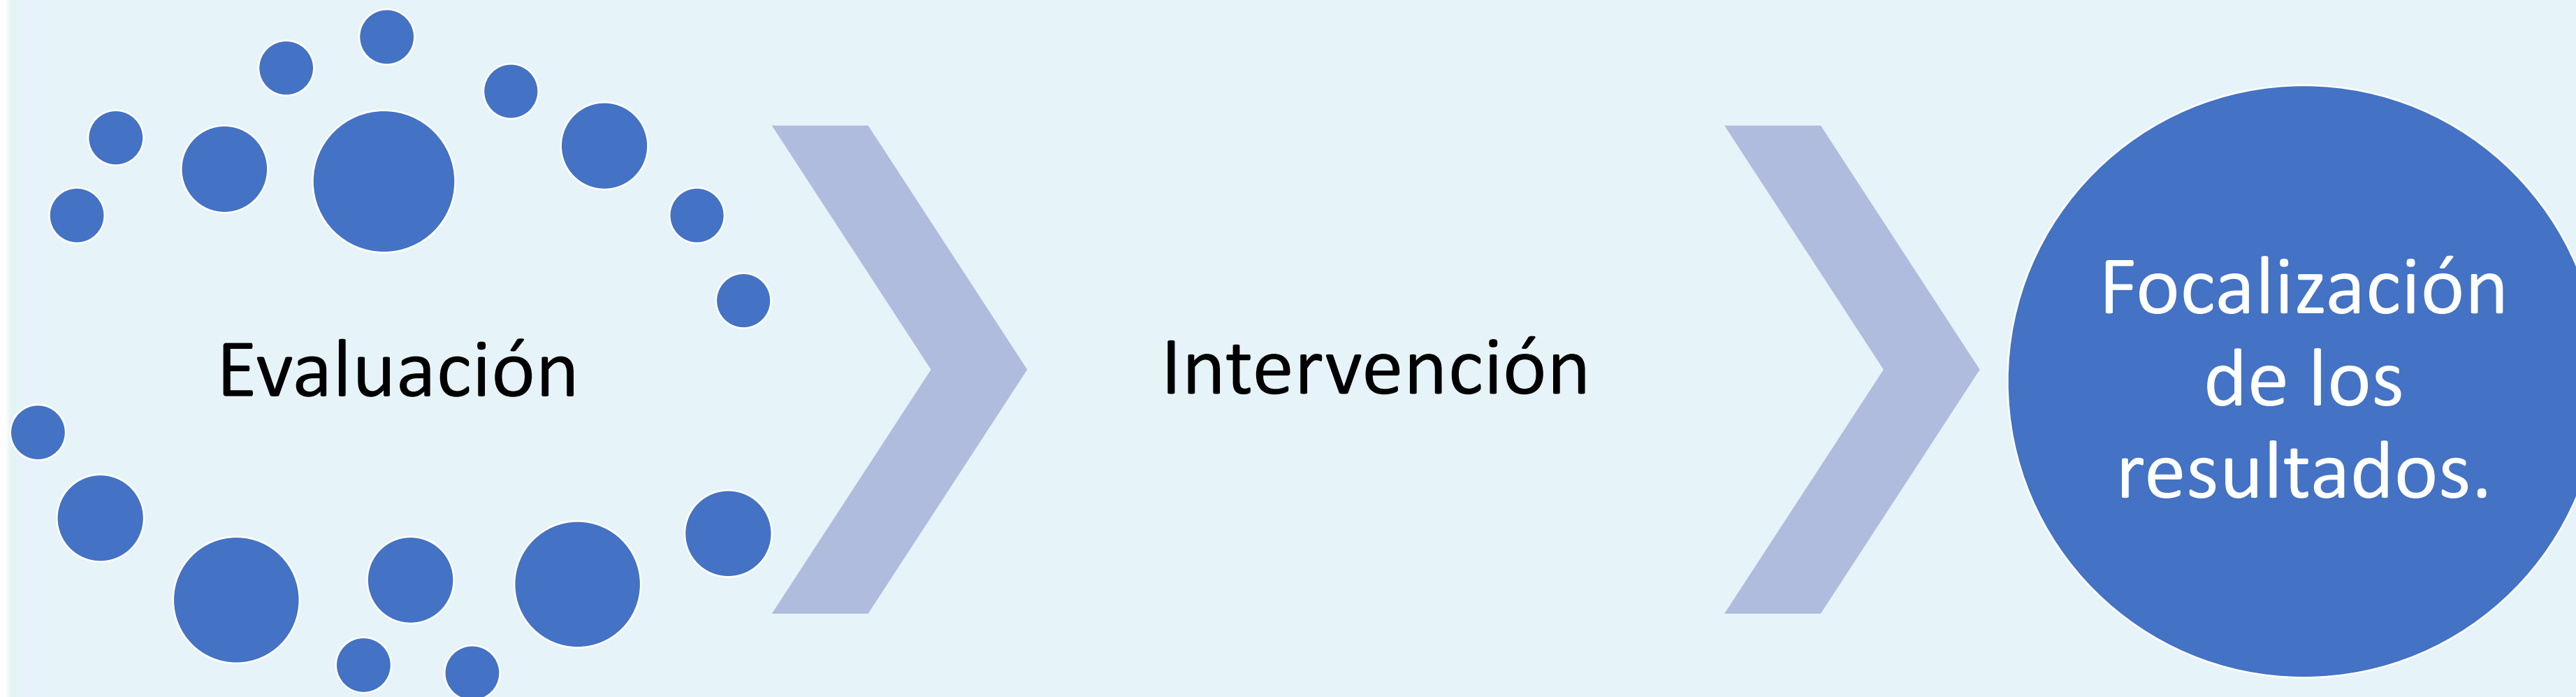 Evaluación
Intervención
Focalización
de los
resultados.